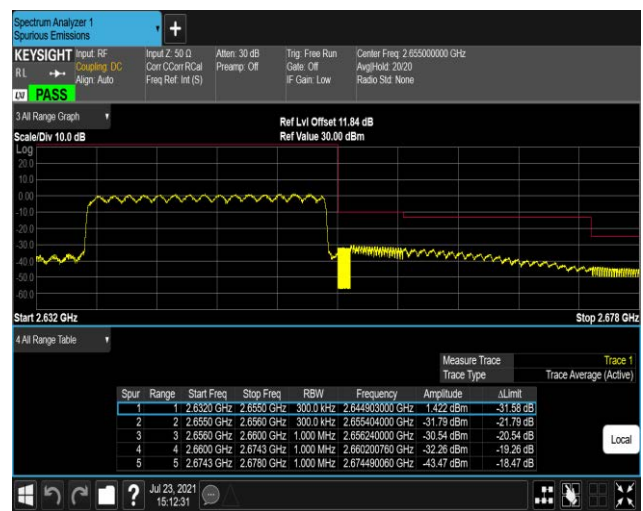 Spectrum Analyzer 1
Spurious Emissions
KEYSIGHT Input: RF Input Z: 50 Ω Atten: 30 dB Trig: Free Run Center Freq: 2.655000000 GHz
RL Coupling: DC Corr CCorr RCal Preamp: Off Gate: Off Avg|Hold: 20/20
Align: Auto Freq Ref: Int (S) IF Gain: Low Radio Std: None
LXI PASS
3 All Range Graph
Ref Lvl Offset 11.84 dB
Scale/Div 10.0 dB Ref Value 30.00 dBm
Log
20.0
10.0
0.00
-10.0
-20.0
-30.0
-40.0
-50.0
-60.0
Start 2.632 GHz Stop 2.678 GHz
4 All Range Table
Measure Trace Trace 1
Trace Type Trace Average (Active)
Spur Range Start Freq Stop Freq RBW Frequency Amplitude ΔLimit
1 1 2.6320 GHz 2.6550 GHz 300.0 kHz 2.644903000 GHz 1.422 dBm -31.58 dB
2 2 2.6550 GHz 2.6560 GHz 300.0 kHz 2.655404000 GHz -31.79 dBm -21.79 dB
3 3 2.6560 GHz 2.6600 GHz 1.000 MHz 2.656240000 GHz -30.54 dBm -20.54 dB
4 4 2.6600 GHz 2.6743 GHz 1.000 MHz 2.660200760 GHz -32.26 dBm -19.26 dB
5 5 2.6743 GHz 2.6780 GHz 1.000 MHz 2.674490060 GHz -43.47 dBm -18.47 dB
Local
? Jul 23, 2021
15:12:31